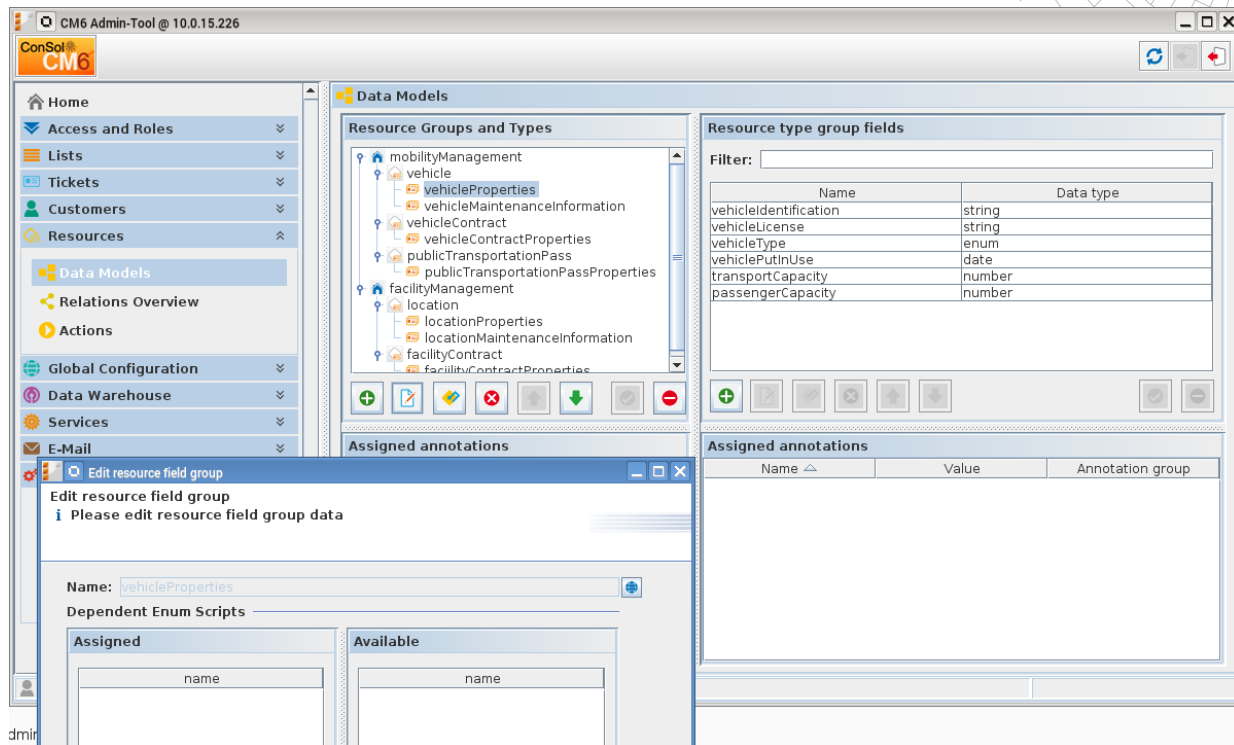 CM6 Admin-Tool @ 10.0.15.226
ConSol
CM6
Home
Access and Roles
Lists
Tickets
Customers
Resources
Data Models
Relations Overview
Actions
Global Configuration
Data Warehouse
Services
E-Mail
Data Models
Resource Groups and Types
mobilityManagement
vehicle
vehicleProperties
vehicleMaintenanceInformation
vehicleContract
vehicleContractProperties
publicTransportationPass
publicTransportationPassProperties
facilityManagement
location
locationProperties
locationMaintenanceInformation
facilityContract
faciilityContractProperties
Assigned annotations
Resource type group fields
Filter:
Name Data type
vehicleIdentification string
vehicleLicense string
vehicleType enum
vehiclePutInUse date
transportCapacity number
passengerCapacity number
Assigned annotations
Name Value Annotation group
Edit resource field group
Edit resource field group
i Please edit resource field group data
Name: vehicleProperties
Dependent Enum Scripts
Assigned Available
name name